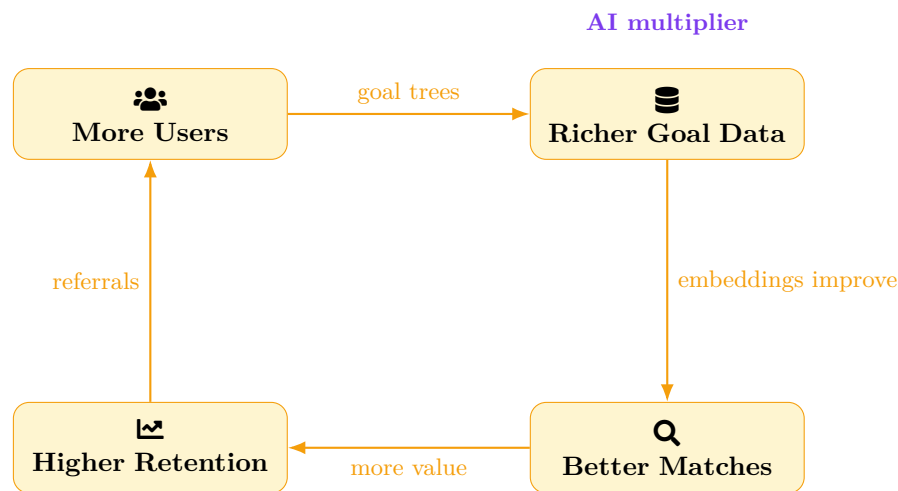 AI multiplier
More Users
goal trees
Richer Goal Data
referrals
embeddings improve
Higher Retention
more value
Better Matches